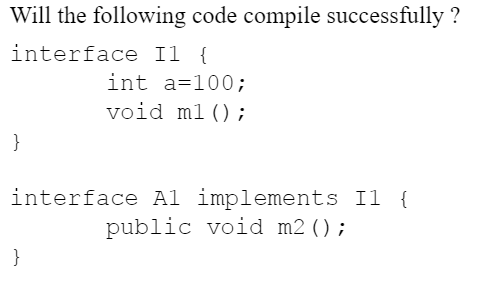 Will the following code compile successfully ?
interface I1 {
int a=100;
void m1();
}
interface A1 implements I1 {
public void m2();
}